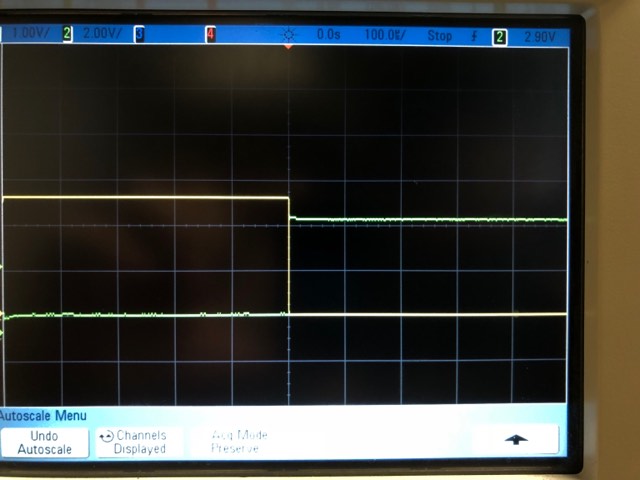 1.00V/ 2 2.00V/ 3 4 0.0s 100.0%/ Stop 2 2.90V
Autoscale Menu
Undo Channels Acq Mode
Autoscale Displayed Preserve